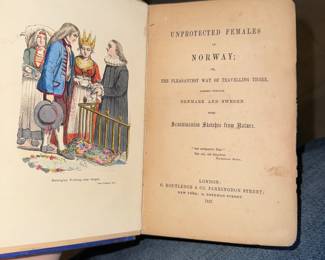 UNPROTECTED FEMALES
IN
NORWAY;
OR,
THE PLEASANTEST WAY OF TRAVELLING THERE,
PASSING THROUGH
DENMARK AND SWEDEN
WITH
Scandinavian Sketches from Nature.
LONDON:
G. ROUTLEDGE & CO. FARRINGDON STREET;
NEW YORK: 18, BEEKMAN STREET.
1857.